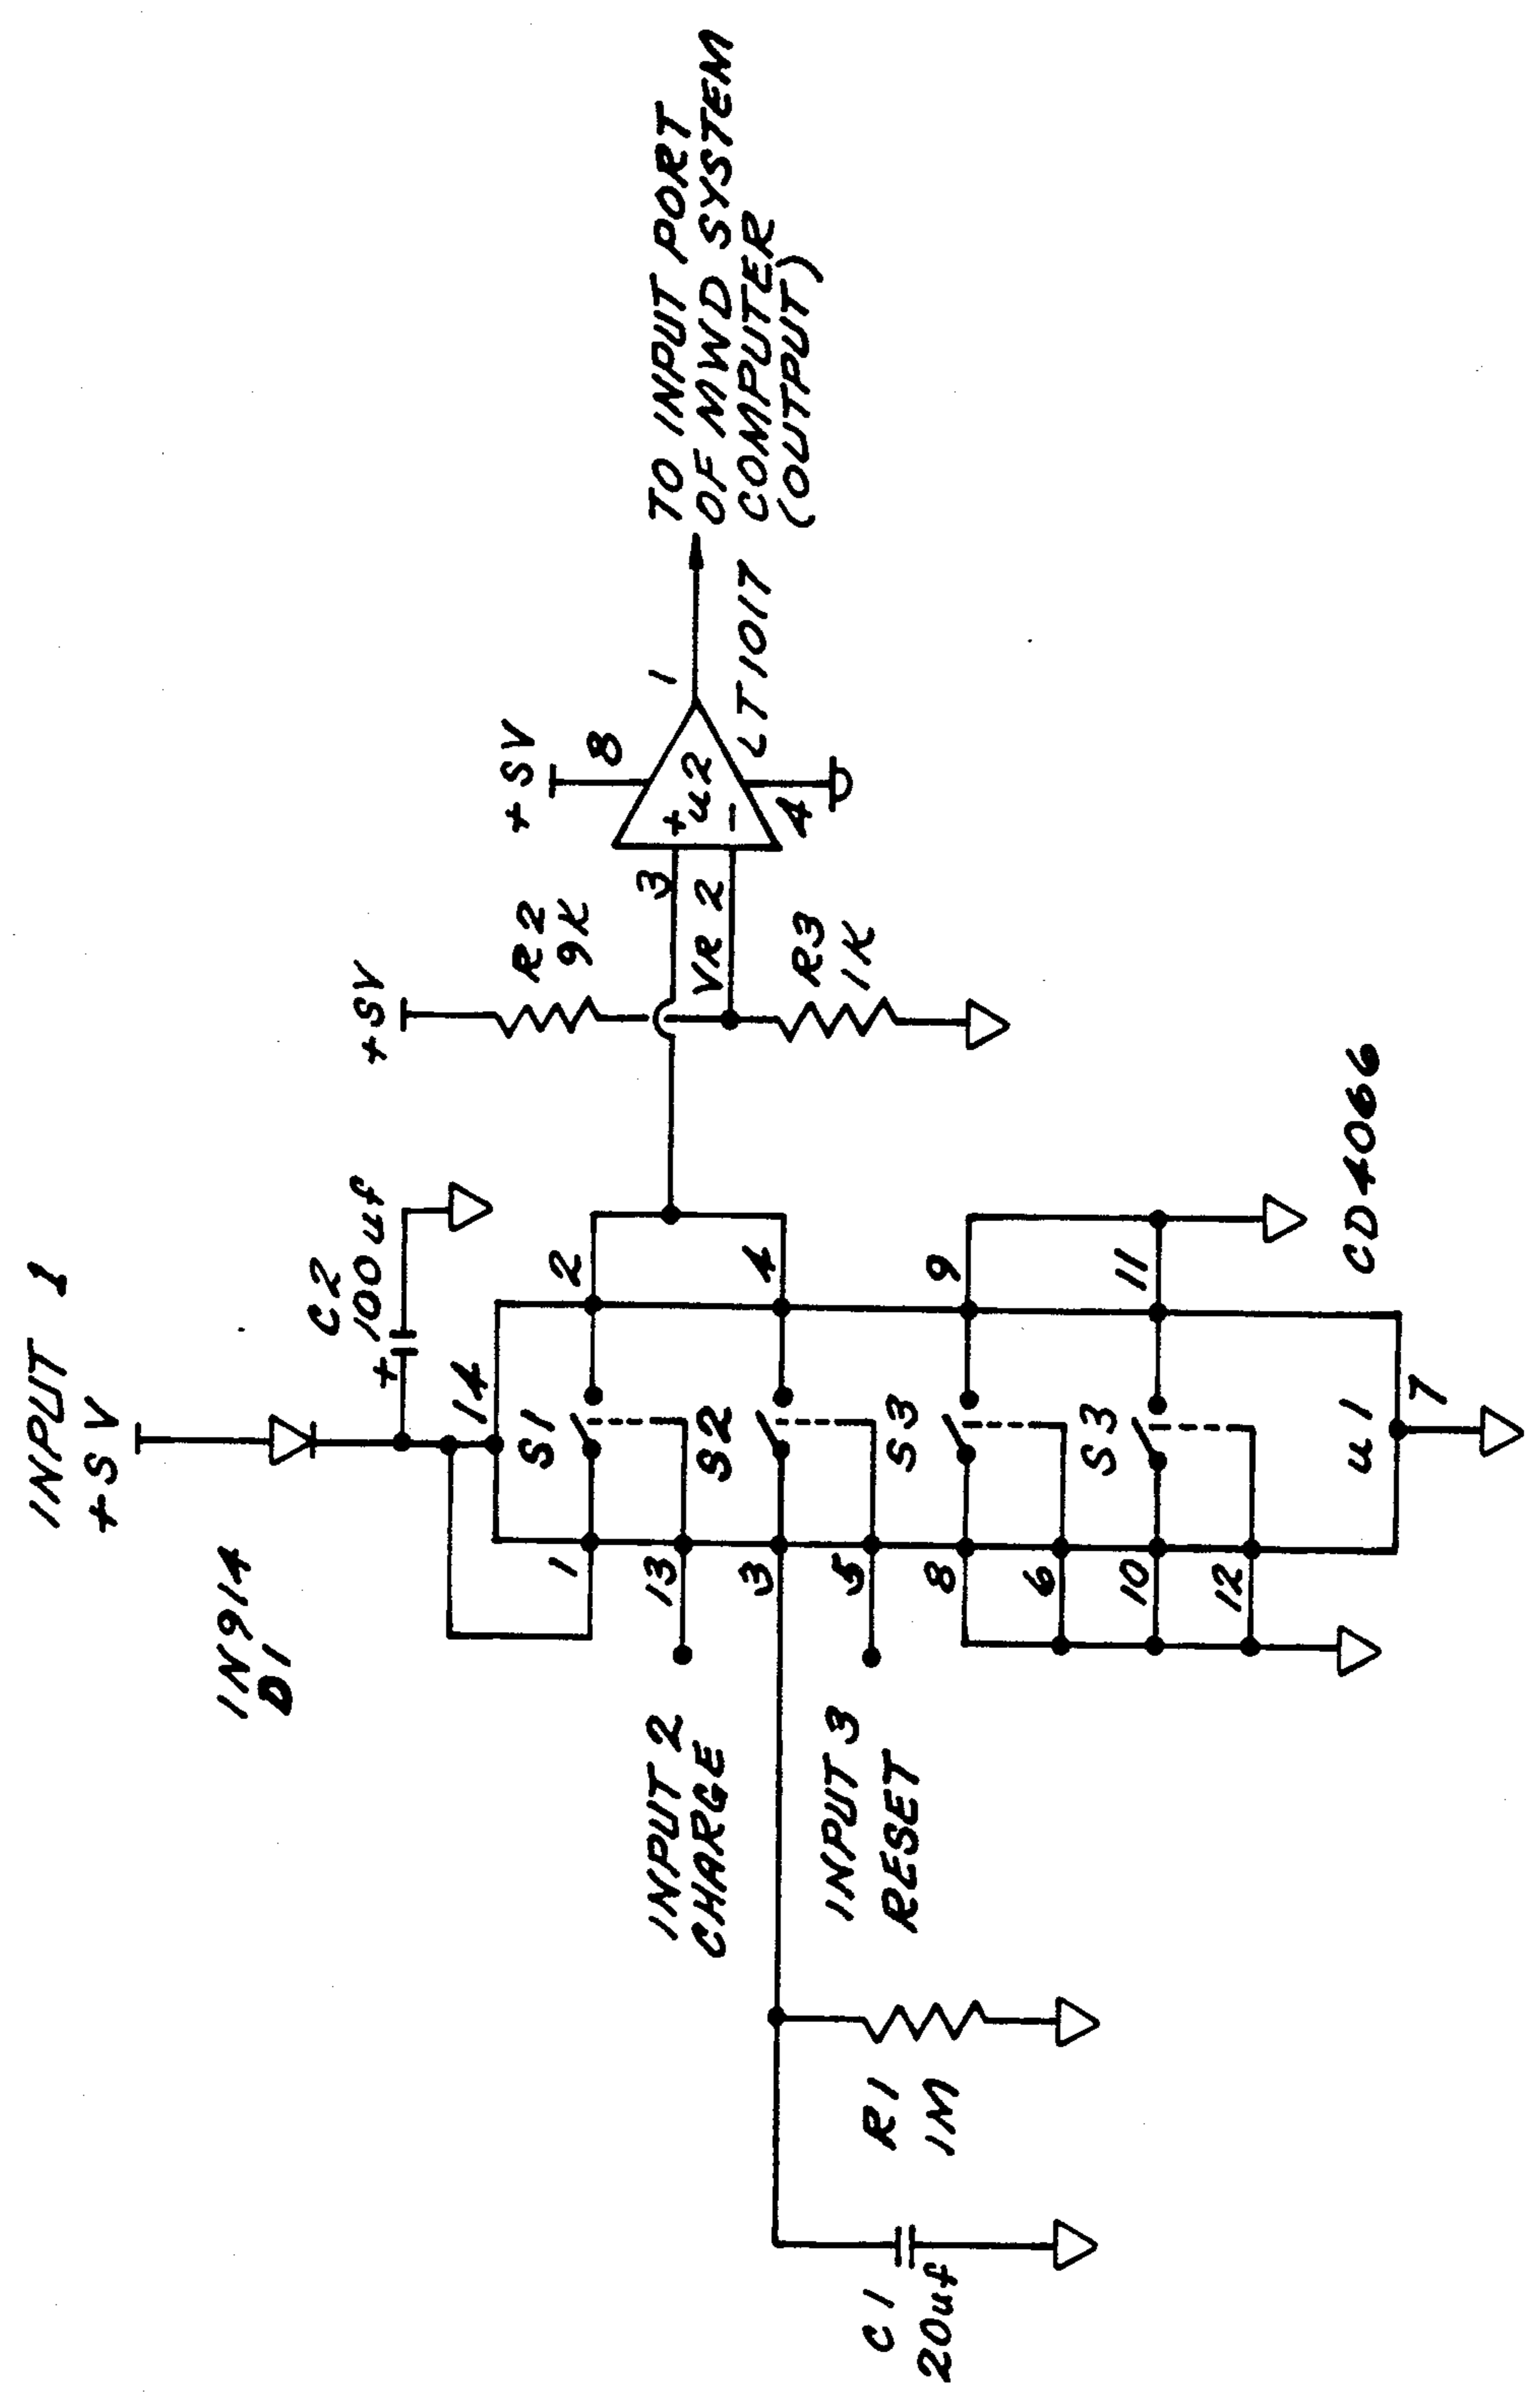 INPUT 1
+5V
1N914
D1
C2
100uf
+
14
+5V
R2
9K
+5V
8
1
3
+
u2
-
VR2
4
LT1017
R3
1K
TO INPUT PORT
OF MWD SYSTEM
COMPUTER
(OUTPUT)
S1
1
2
INPUT 2
CHARGE
13
S2
3
4
INPUT 3
RESET
5
S3
8
9
6
S3
10
11
12
u1
7
CD4066
R1
1M
C1
20uf